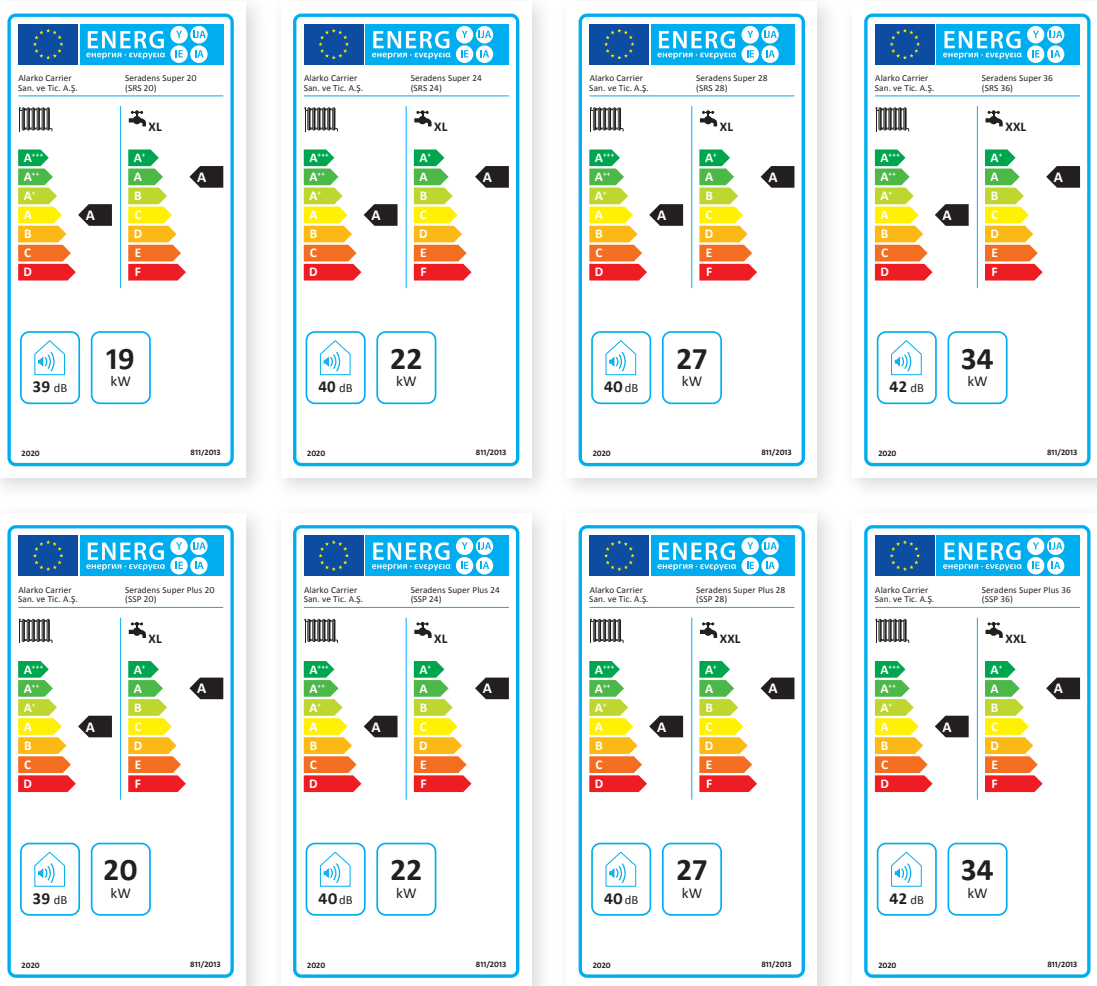 ENERG Y IJA
енергия · ενεργεια IE IA
Alarko Carrier
San. ve Tic. A.Ş.
Seradens Super 20
(SRS 20)
XL
A+++
A++
A+
A
B
C
D
A
A+
A
B
C
D
E
F
A
39 dB
19
kW
2020
811/2013
ENERG Y IJA
енергия · ενεργεια IE IA
Alarko Carrier
San. ve Tic. A.Ş.
Seradens Super 24
(SRS 24)
XL
A+++
A++
A+
A
B
C
D
A
A+
A
B
C
D
E
F
A
40 dB
22
kW
2020
811/2013
ENERG Y IJA
енергия · ενεργεια IE IA
Alarko Carrier
San. ve Tic. A.Ş.
Seradens Super 28
(SRS 28)
XL
A+++
A++
A+
A
B
C
D
A
A+
A
B
C
D
E
F
A
40 dB
27
kW
2020
811/2013
ENERG Y IJA
енергия · ενεργεια IE IA
Alarko Carrier
San. ve Tic. A.Ş.
Seradens Super 36
(SRS 36)
XXL
A+++
A++
A+
A
B
C
D
A
A+
A
B
C
D
E
F
A
42 dB
34
kW
2020
811/2013
ENERG Y IJA
енергия · ενεργεια IE IA
Alarko Carrier
San. ve Tic. A.Ş.
Seradens Super Plus 20
(SSP 20)
XL
A+++
A++
A+
A
B
C
D
A
A+
A
B
C
D
E
F
A
39 dB
20
kW
2020
811/2013
ENERG Y IJA
енергия · ενεργεια IE IA
Alarko Carrier
San. ve Tic. A.Ş.
Seradens Super Plus 24
(SSP 24)
XL
A+++
A++
A+
A
B
C
D
A
A+
A
B
C
D
E
F
A
40 dB
22
kW
2020
811/2013
ENERG Y IJA
енергия · ενεργεια IE IA
Alarko Carrier
San. ve Tic. A.Ş.
Seradens Super Plus 28
(SSP 28)
XXL
A+++
A++
A+
A
B
C
D
A
A+
A
B
C
D
E
F
A
40 dB
27
kW
2020
811/2013
ENERG Y IJA
енергия · ενεργεια IE IA
Alarko Carrier
San. ve Tic. A.Ş.
Seradens Super Plus 36
(SSP 36)
XXL
A+++
A++
A+
A
B
C
D
A
A+
A
B
C
D
E
F
A
42 dB
34
kW
2020
811/2013